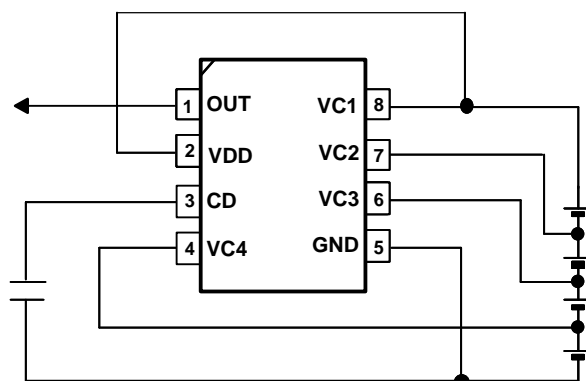 1 OUT VC1 8
2 VDD VC2 7
3 CD VC3 6
4 VC4 GND 5